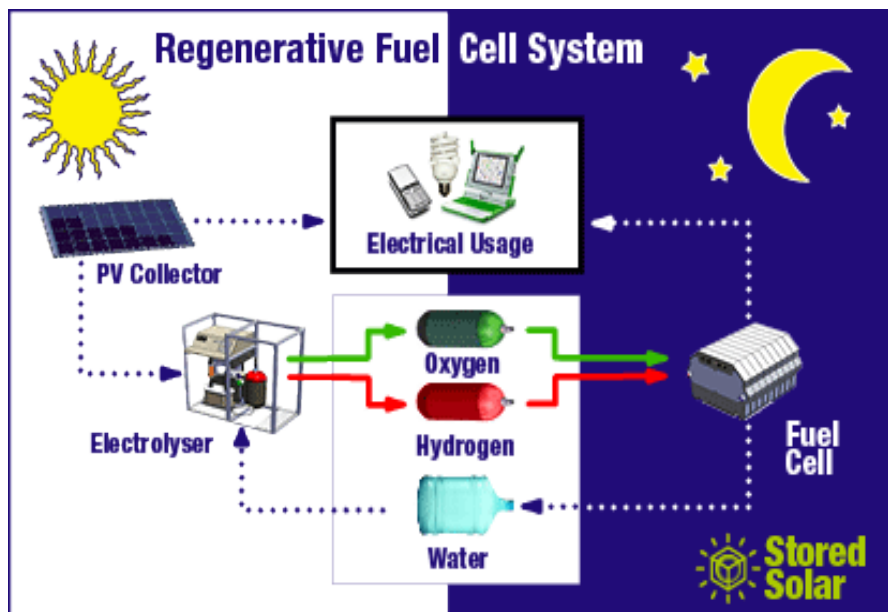 Regenerative Fuel Cell System
Electrical Usage
PV Collector
Oxygen
Electrolyser
Hydrogen
Fuel
Cell
Water
Stored
Solar